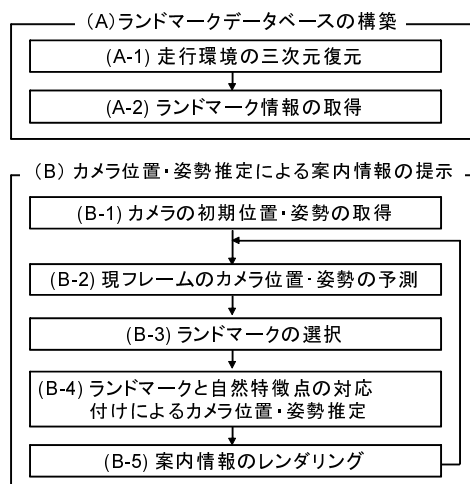 (A)ランドマークデータベースの構築
(A-1) 走行環境の三次元復元
(A-2) ランドマーク情報の取得
(B) カメラ位置・姿勢推定による案内情報の提示
(B-1) カメラの初期位置・姿勢の取得
(B-2) 現フレームのカメラ位置・姿勢の予測
(B-3) ランドマークの選択
(B-4) ランドマークと自然特徴点の対応
付けによるカメラ位置・姿勢推定
(B-5) 案内情報のレンダリング